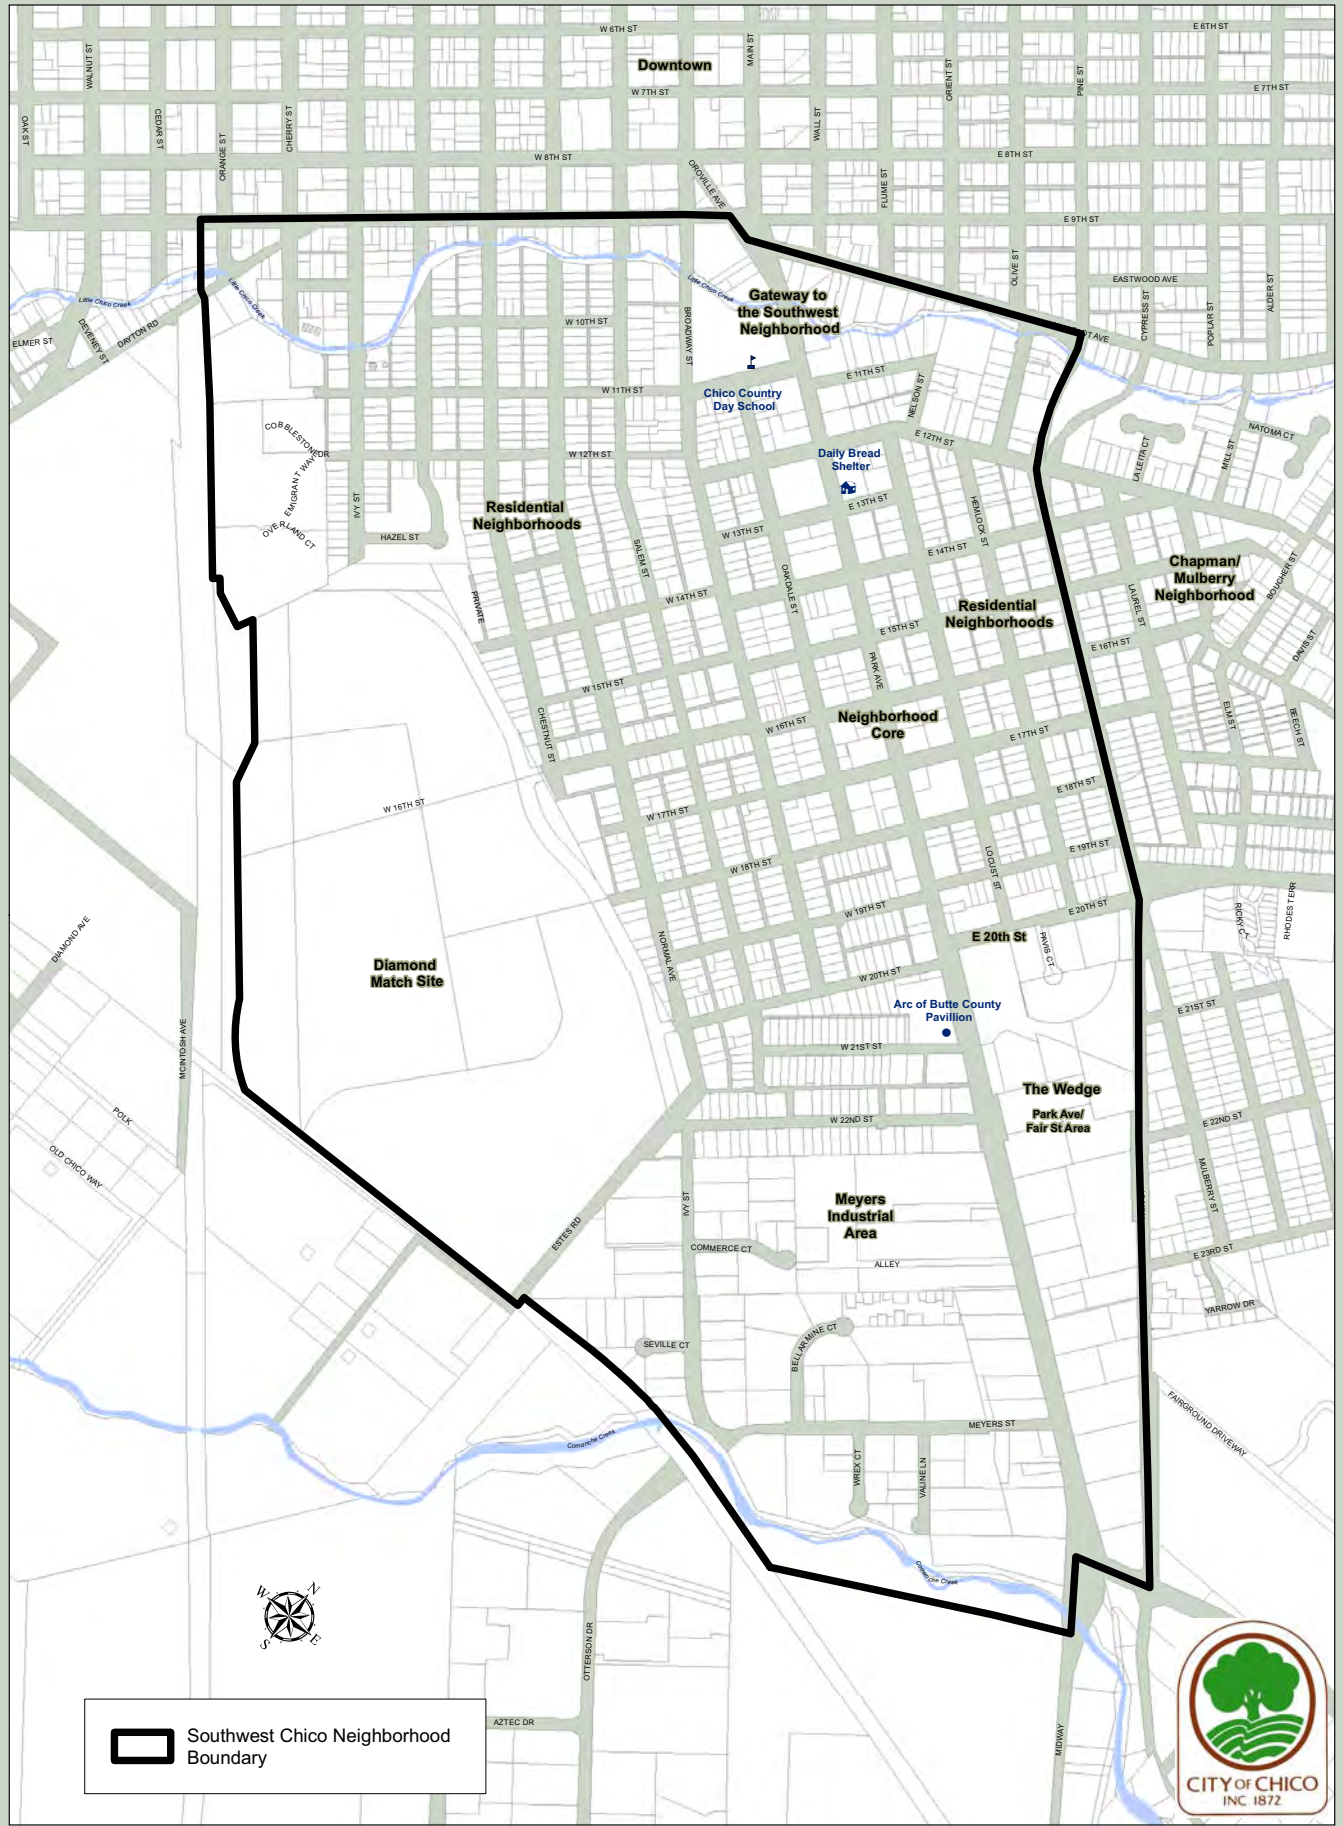 W 6TH ST
E 6TH ST
MAIN ST
WALNUT ST
Downtown
ORIENT ST
PINE ST
W 7TH ST
E 7TH ST
OAK ST
CEDAR ST
CHERRY ST
WALL ST
ORANGE ST
W 8TH ST
E 8TH ST
OROVILLE AVE
FLUME ST
E 9TH ST
OLIVE ST
EASTWOOD AVE
ALDER ST
Little Chico Creek
Little Chico Creek
Little Chico Creek
Gateway to
the Southwest
Neighborhood
CYPRESS ST
POPLAR ST
ELMER ST
DEVENEY ST
DAYTON RD
W 10TH ST
BROADWAY ST
E 11TH ST
NELSON ST
W 11TH ST
Chico Country
Day School
COBBLESTONE DR
E 12TH ST
NATOMA CT
LA LEITA CT
MILL ST
W 12TH ST
Daily Bread
Shelter
EMIGRANT WAY
IVY ST
E 13TH ST
HEMLOCK ST
Residential
Neighborhoods
OVERLAND CT
HAZEL ST
W 13TH ST
SALEM ST
E 14TH ST
Chapman/
Mulberry
Neighborhood
BOUCHER ST
OAKDALE ST
PRIVATE
W 14TH ST
LAUREL ST
Residential
Neighborhoods
E 15TH ST
DAVIS ST
E 16TH ST
PARK AVE
W 15TH ST
CHESTNUT ST
W 16TH ST
Neighborhood
Core
E 17TH ST
ELM ST
BEECH ST
E 18TH ST
W 16TH ST
W 17TH ST
E 19TH ST
LOCUST ST
W 18TH ST
W 19TH ST
E 20TH ST
RICKY CT
RHODES TERR
DIAMOND AVE
NORMAL AVE
E 20th St
PAVIS CT
Diamond
Match Site
W 20TH ST
Arc of Butte County
Pavillion
E 21ST ST
MCINTOSH AVE
W 21ST ST
The Wedge
Park Ave/
Fair St Area
POLK
W 22ND ST
E 22ND ST
OLD CHICO WAY
MULBERRY ST
Meyers
Industrial
Area
IVY ST
ESTES RD
COMMERCE CT
ALLEY
E 23RD ST
YARROW DR
BELLARMINE CT
SEVILLE CT
FAIRGROUND DRIVEWAY
MEYERS ST
Comanche Creek
WREX CT
VALINE LN
Comanche Creek
N
W
E
S
OTTERSON DR
AZTEC DR
MIDWAY
Southwest Chico Neighborhood
Boundary
CITY OF CHICO
INC. 1872